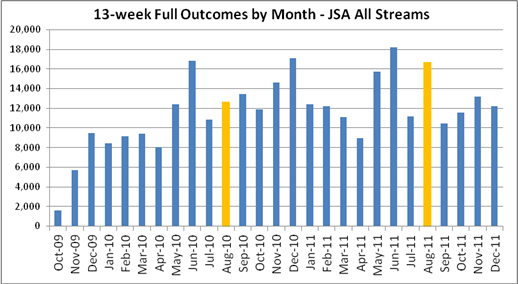 13-week Full Outcomes by Month - JSA All Streams
20,000
18,000
16,000
14,000
12,000
10,000
8,000
6,000
4,000
2,000
0
Oct-09
Nov-09
Dec-09
Jan-10
Feb-10
Mar-10
Apr-10
May-10
Jun-10
Jul-10
Aug-10
Sep-10
Oct-10
Nov-10
Dec-10
Jan-11
Feb-11
Mar-11
Apr-11
May-11
Jun-11
Jul-11
Aug-11
Sep-11
Oct-11
Nov-11
Dec-11